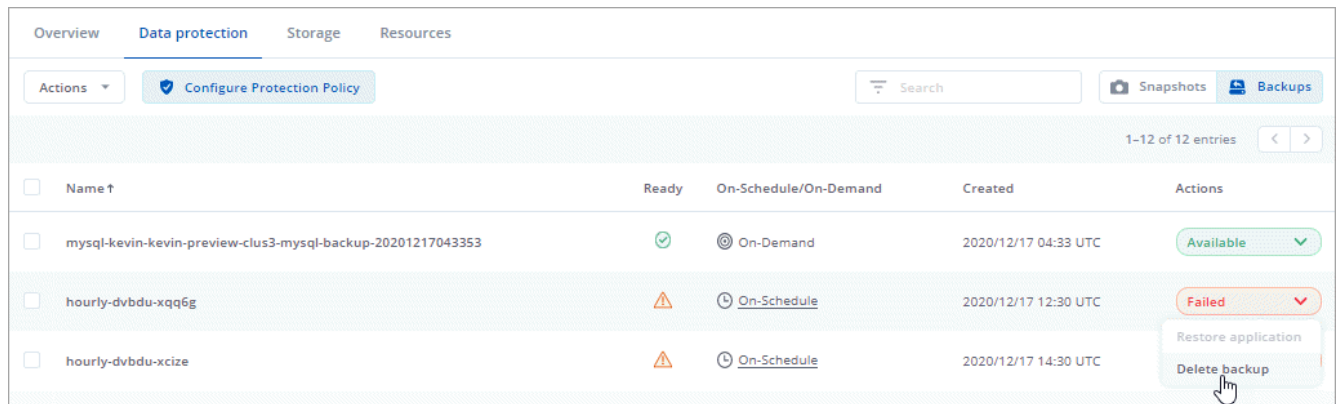 Overview Data protection Storage Resources
Actions Configure Protection Policy Search Snapshots Backups
1–12 of 12 entries < >
Name↑ Ready On-Schedule/On-Demand Created Actions
mysql-kevin-kevin-preview-clus3-mysql-backup-20201217043353 On-Demand 2020/12/17 04:33 UTC Available
hourly-dvbdu-xqq6g On-Schedule 2020/12/17 12:30 UTC Failed
Restore application
hourly-dvbdu-xcize On-Schedule 2020/12/17 14:30 UTC Delete backup